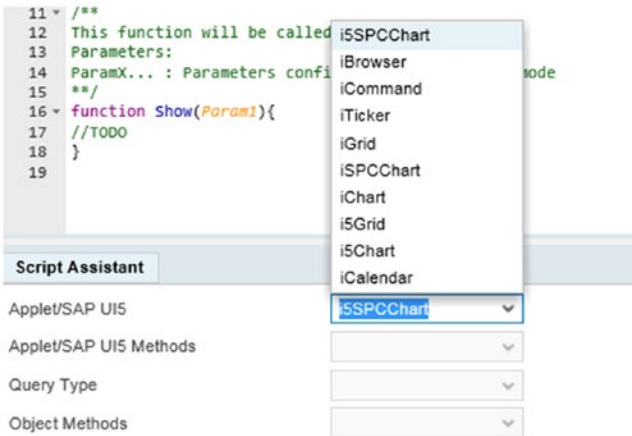 11 /**
12 This function will be called
13 Parameters:
14 ParamX... : Parameters confi mode
15 **/
16 function Show(Param1){
17 //TODO
18 }
19
i5SPCChart
iBrowser
iCommand
iTicker
iGrid
iSPCChart
iChart
i5Grid
i5Chart
iCalendar
Script Assistant
Applet/SAP UI5 i5SPCChart
Applet/SAP UI5 Methods
Query Type
Object Methods